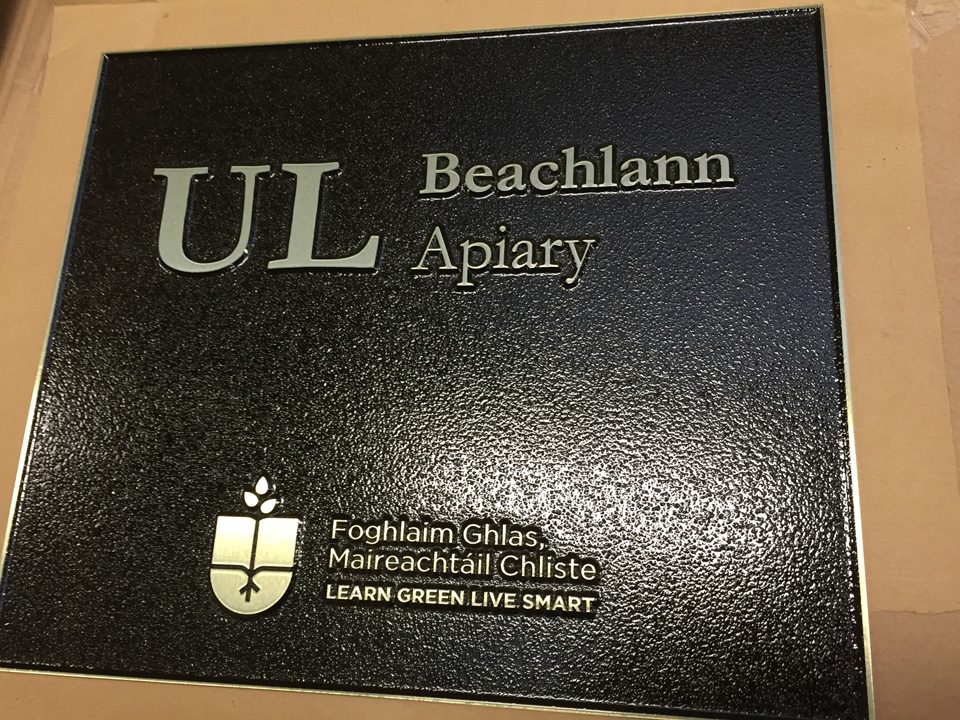 UL
Beachlann
Apiary
Foghlaim Ghlas,
Maireachtáil Chliste
LEARN GREEN LIVE SMART